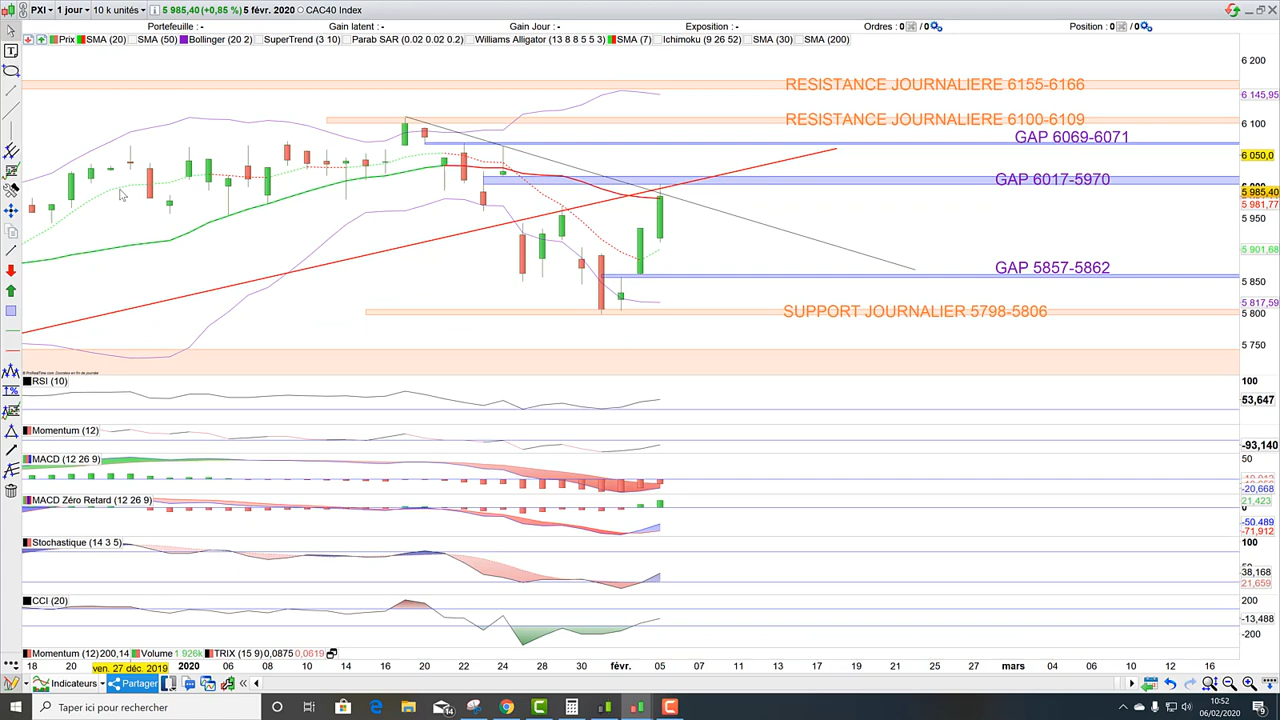 PXI 1 jour 10 k unités 5 985,40 (+0,85 %) 5 févr. 2020 CAC40 Index
Portefeuille : - Gain latent : - Gain Jour : - Exposition : - Ordres : 0 /0 Position : 0 /0
Prix SMA (20) SMA (50) Bollinger (20 2) SuperTrend (3 10) Parab SAR (0.02 0.02 0.2) Williams Alligator (13 8 8 5 5 3) SMA (7) Ichimoku (9 26 52) SMA (30) SMA (200)
6 200
RESISTANCE JOURNALIERE 6155-6166
6 145,95
RESISTANCE JOURNALIERE 6100-6109
6 100
GAP 6069-6071
6 050,0
GAP 6017-5970
5 985,40
5 981,77
5 950
5 901,68
GAP 5857-5862
5 850
5 817,59
SUPPORT JOURNALIER 5798-5806
5 800
5 750
RSI (10) 100
53,647
Momentum (12)
-93,140
MACD (12 26 9) 50
-20,668
MACD Zéro Retard (12 26 9) 21,423
-50,489
-71,912
Stochastique (14 3 5) 100
38,168
21,659
CCI (20) 200
-13,488
-200
Momentum (12) 200,14 Volume 1 926k TRIX (15 9) 0,0875 0,0619
18 20 ven. 27 déc. 2019 2020 06 08 10 14 16 20 22 24 28 30 févr. 05 07 11 13 17 19 21 25 27 mars 04 06 10 12 16
Indicateurs Partager
Taper ici pour rechercher
14
10:52
06/02/2020